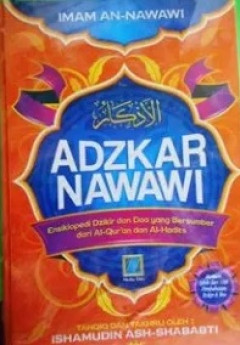 IMAM AN-NAWAWI
الأذكار
ADZKAR
NAWAWI
Ensiklopedi Dzikir dan Doa yang Bersumber
dari Al-Qur'an dan Al-Hadits
TAHQIQ DAN TAKHRIJ OLEH :
ISHAMUDIN ASH-SHABABTI